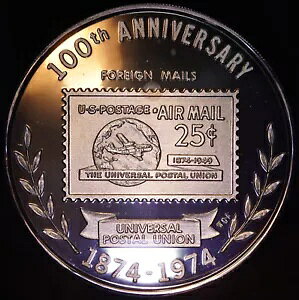 100th ANNIVERSARY
FOREIGN MAILS
U·S·POSTAGE · AIR MAIL
25¢
1874-1949
THE UNIVERSAL POSTAL UNION
UNIVERSAL
POSTAL UNION
1874-1974